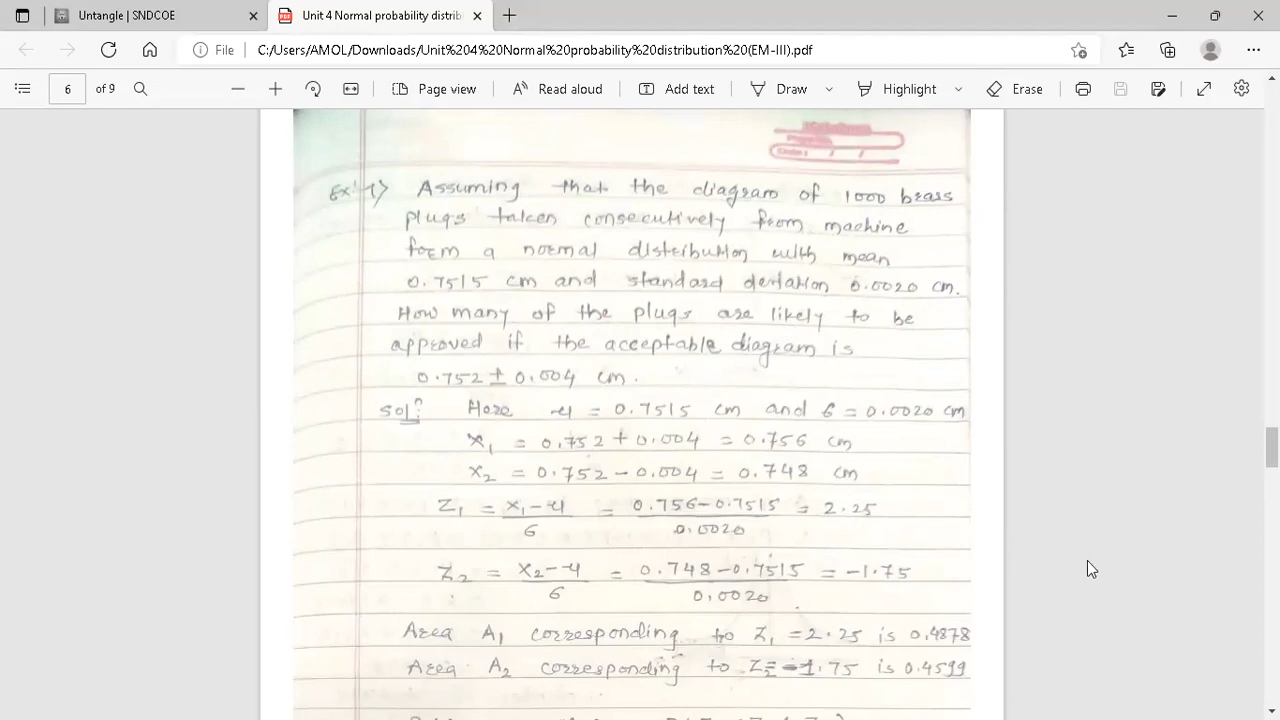 Untangle | SNDCOE
Unit 4 Normal probability distrib
File
C:/Users/AMOL/Downloads/Unit%204%20Normal%20probability%20distribution%20(EM-III).pdf
6 of 9
Page view
Read aloud
Add text
Draw
Highlight
Erase
Ex. 1> Assuming that the diagram of 1000 brass
plugs taken consecutively from machine
form a normal distribution with mean
0.7515 cm and standard deviation 0.0020 cm.
How many of the plugs are likely to be
approved if the acceptable diagram is
0.752 ± 0.004 cm.
Solⁿ: Here μ = 0.7515 cm and σ = 0.0020 cm
x₁ = 0.752 + 0.004 = 0.756 cm
x₂ = 0.752 - 0.004 = 0.748 cm
Z₁ = x₁-μ / σ = 0.756-0.7515 / 0.0020 = 2.25
Z₂ = x₂-μ / σ = 0.748-0.7515 / 0.0020 = -1.75
Area A₁ corresponding to Z₁ = 2.25 is 0.4878
Area A₂ corresponding to Z₂ = -1.75 is 0.4599